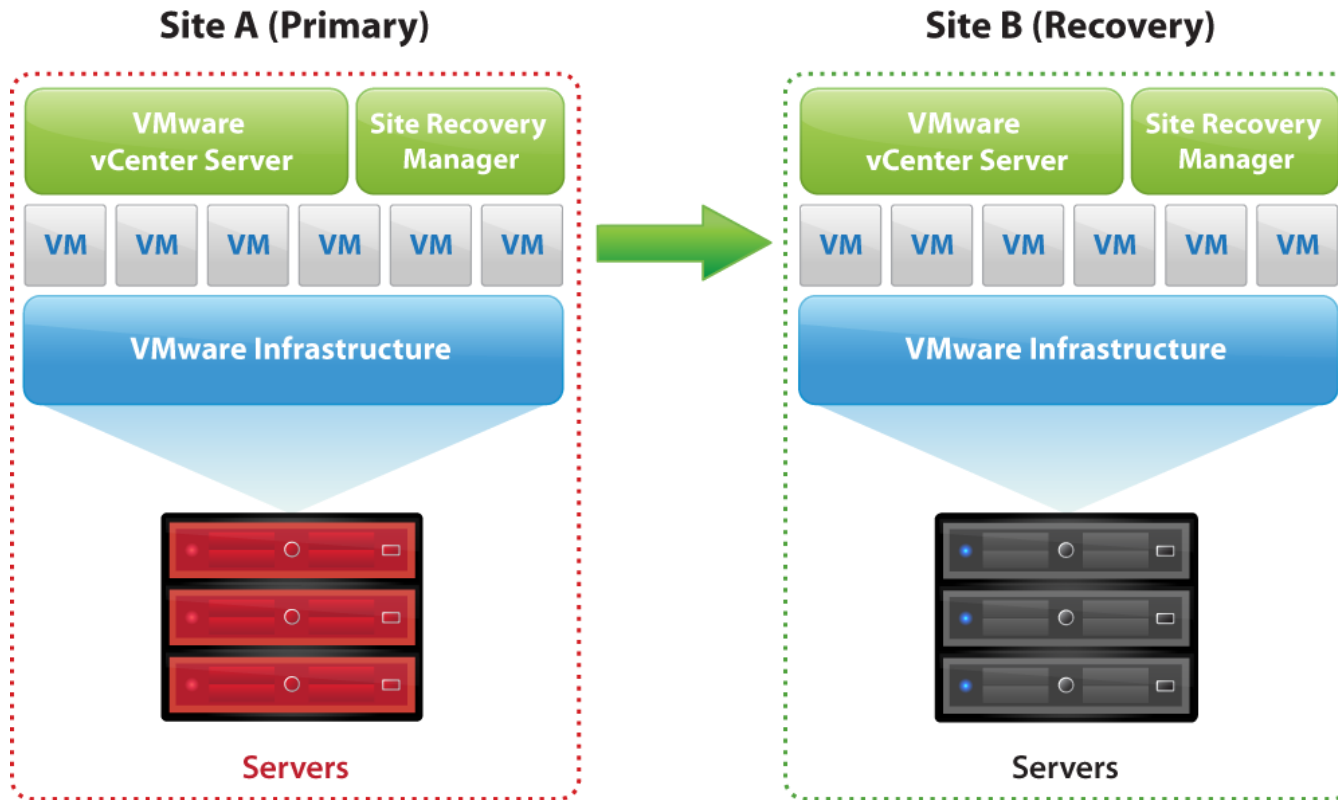 Site A (Primary)
VMware
vCenter Server
Site Recovery
Manager
VM VM VM VM VM VM
VMware Infrastructure
Servers
Site B (Recovery)
VMware
vCenter Server
Site Recovery
Manager
VM VM VM VM VM VM
VMware Infrastructure
Servers